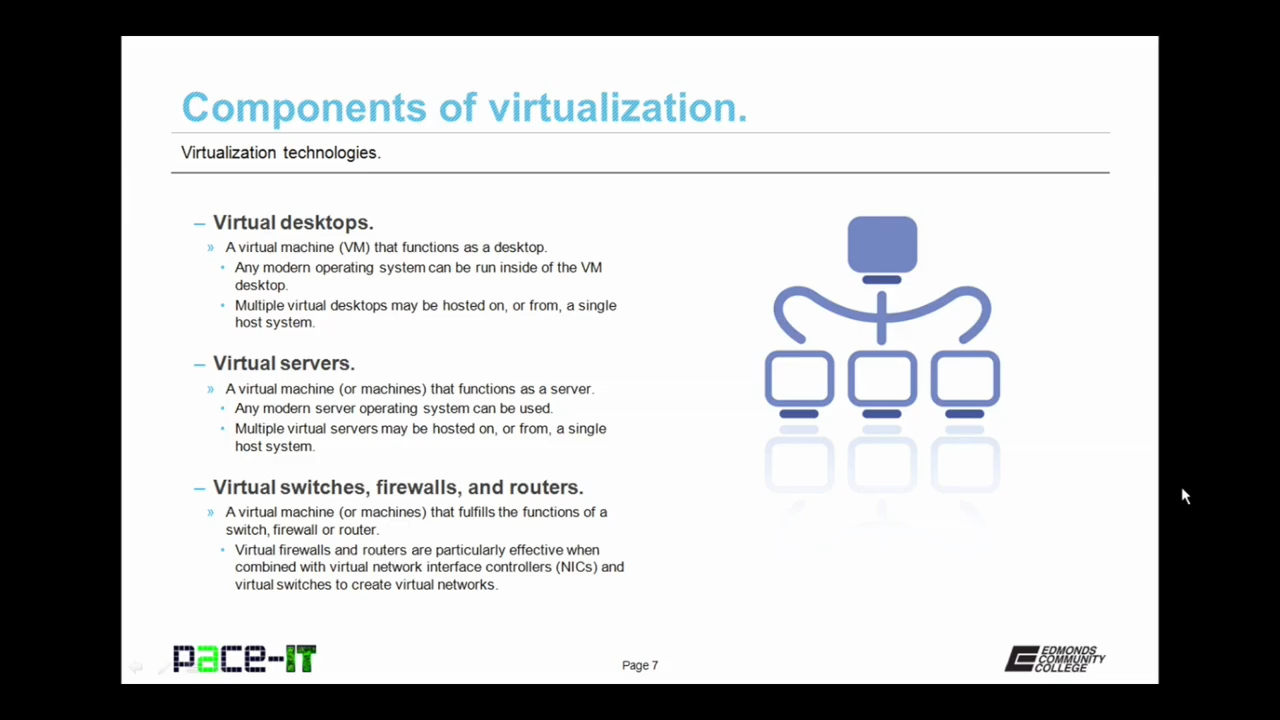 Components of virtualization.
Virtualization technologies.
– Virtual desktops.
» A virtual machine (VM) that functions as a desktop.
• Any modern operating system can be run inside of the VM
desktop.
• Multiple virtual desktops may be hosted on, or from, a single
host system.
– Virtual servers.
» A virtual machine (or machines) that functions as a server.
• Any modern server operating system can be used.
• Multiple virtual servers may be hosted on, or from, a single
host system.
– Virtual switches, firewalls, and routers.
» A virtual machine (or machines) that fulfills the functions of a
switch, firewall or router.
• Virtual firewalls and routers are particularly effective when
combined with virtual network interface controllers (NICs) and
virtual switches to create virtual networks.
pace-IT
Page 7
EDMONDS
COMMUNITY
COLLEGE